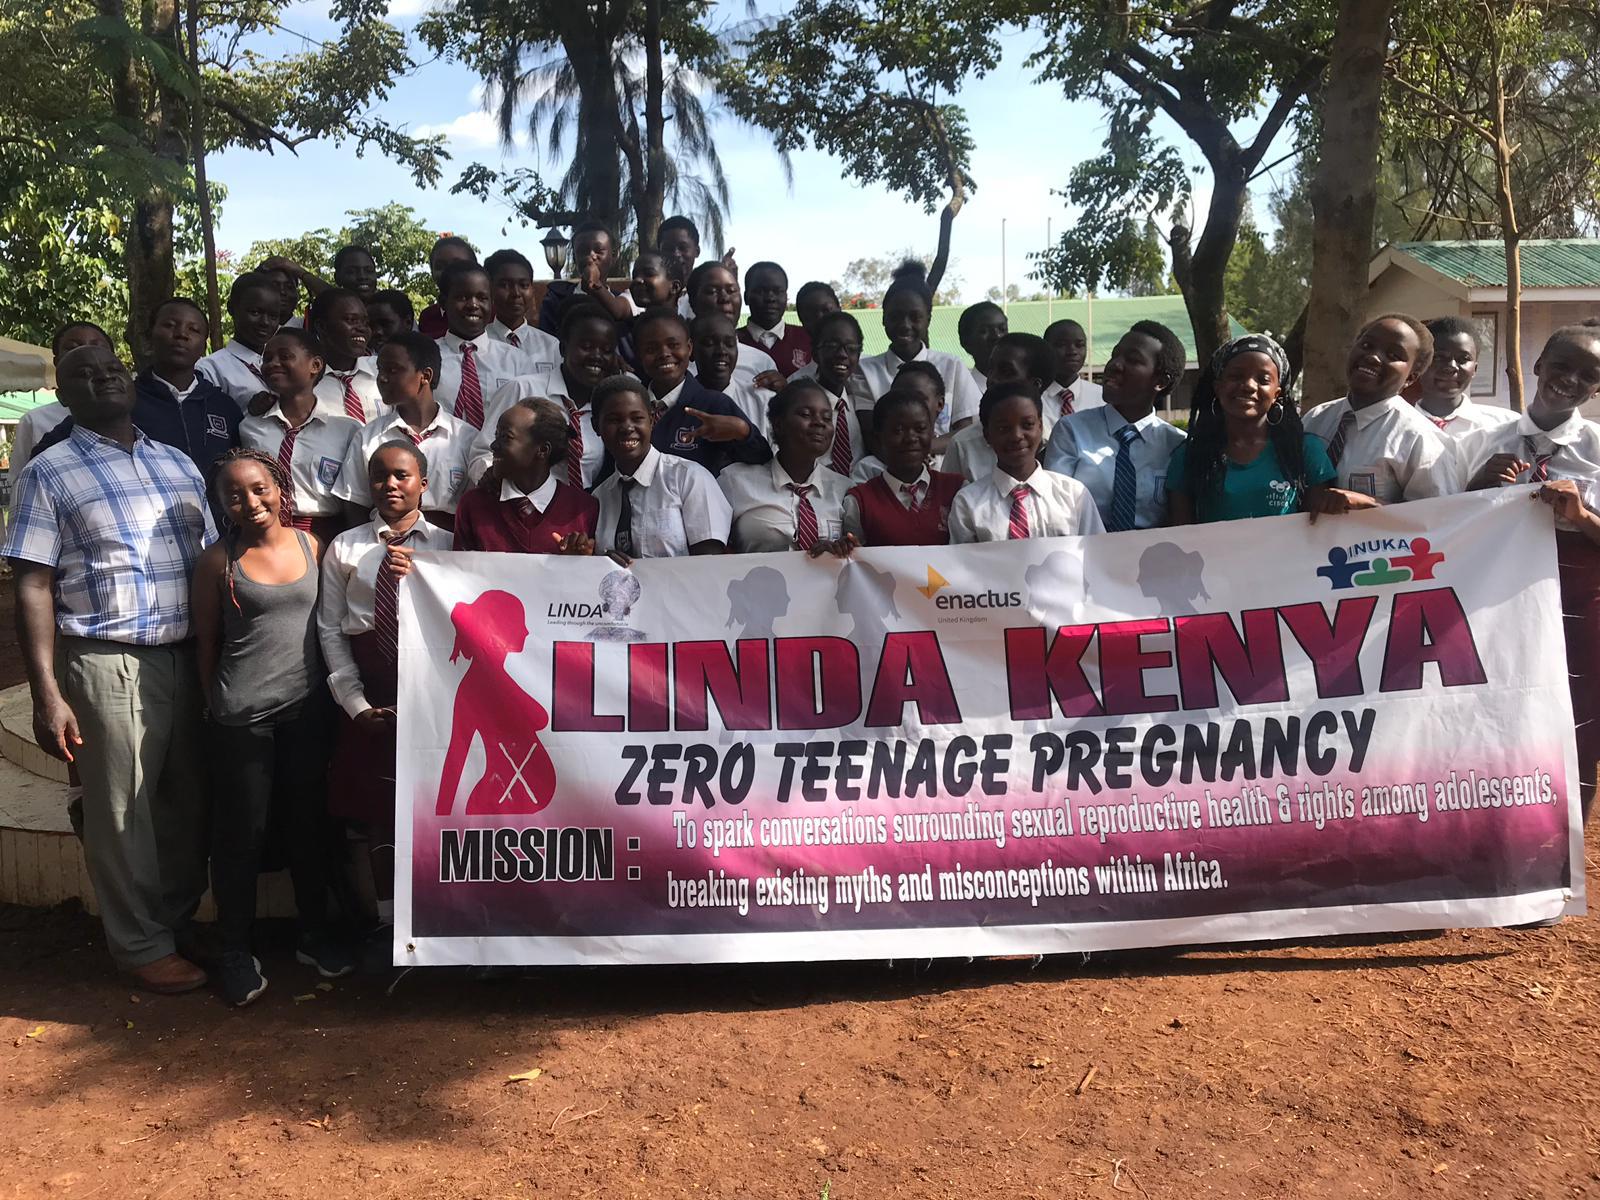 LINDA
Leading through the uncomfortable
enactus
United Kingdom
INUKA
LINDA KENYA
ZERO TEENAGE PREGNANCY
MISSION :
To spark conversations surrounding sexual reproductive health & rights among adolescents,
breaking existing myths and misconceptions within Africa.
CISCO